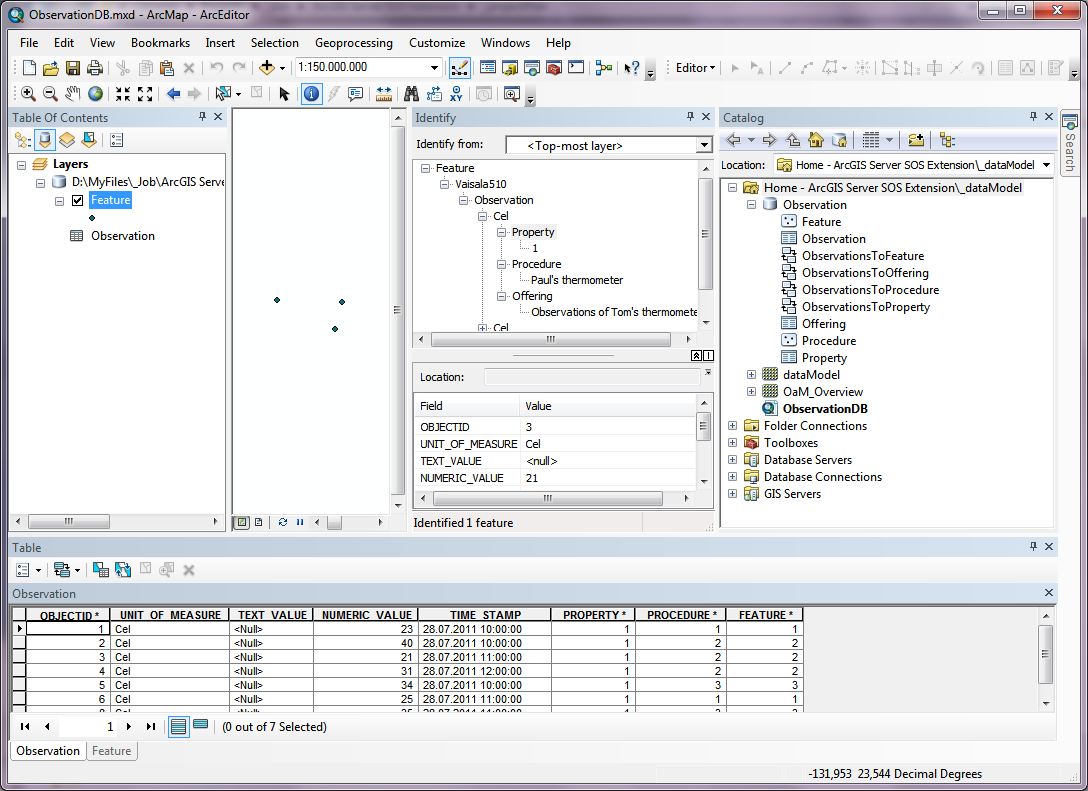 ObservationDB.mxd - ArcMap - ArcEditor
File Edit View Bookmarks Insert Selection Geoprocessing Customize Windows Help
1:150.000.000
Editor
Table Of Contents
Layers
D:\MyFiles\_Job\ArcGIS Serve
Feature
Observation
Identify
Identify from: <Top-most layer>
Feature
Vaisala510
Observation
Cel
Property
1
Procedure
Paul's thermometer
Offering
Observations of Tom's thermomete
Cel
Location:
Field Value
OBJECTID 3
UNIT_OF_MEASURE Cel
TEXT_VALUE <null>
NUMERIC_VALUE 21
Identified 1 feature
Catalog
Location: Home - ArcGIS Server SOS Extension\_dataModel
Home - ArcGIS Server SOS Extension\_dataModel
Observation
Feature
Observation
ObservationsToFeature
ObservationsToOffering
ObservationsToProcedure
ObservationsToProperty
Offering
Procedure
Property
dataModel
OaM_Overview
ObservationDB
Folder Connections
Toolboxes
Database Servers
Database Connections
GIS Servers
Search
Table
Observation
OBJECTID * UNIT_OF_MEASURE TEXT_VALUE NUMERIC_VALUE TIME_STAMP PROPERTY * PROCEDURE * FEATURE *
1 Cel <Null> 23 28.07.2011 10:00:00 1 1 1
2 Cel <Null> 40 28.07.2011 10:00:00 1 2 2
3 Cel <Null> 21 28.07.2011 11:00:00 1 2 2
4 Cel <Null> 31 28.07.2011 12:00:00 1 2 2
5 Cel <Null> 34 28.07.2011 10:00:00 1 3 3
6 Cel <Null> 25 28.07.2011 11:00:00 1 1 1
1 (0 out of 7 Selected)
Observation Feature
-131,953 23,544 Decimal Degrees